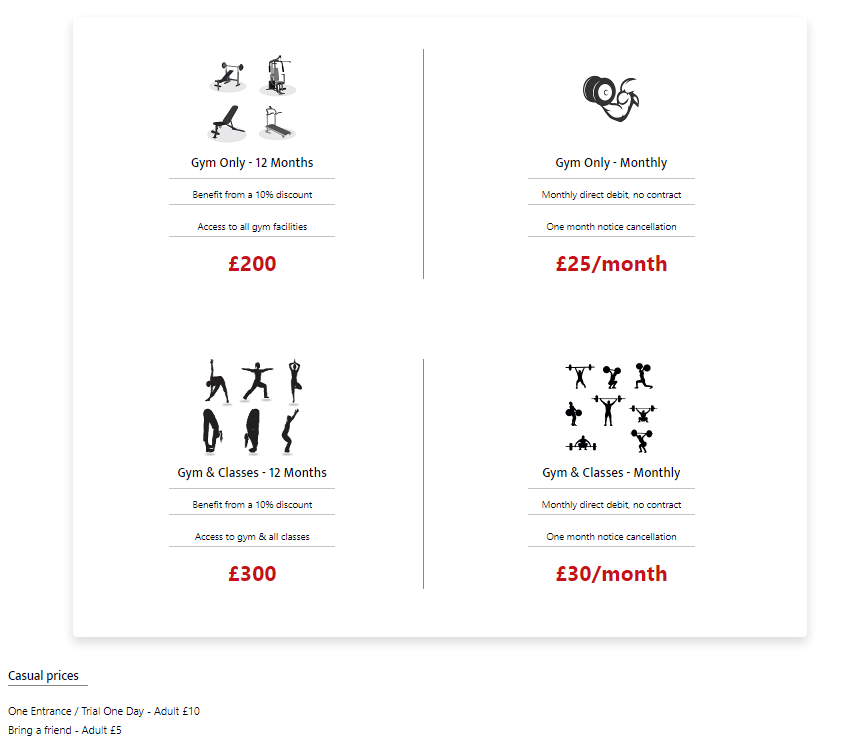 Gym Only - 12 Months
Benefit from a 10% discount
Access to all gym facilities
£200
C
Gym Only - Monthly
Monthly direct debit, no contract
One month notice cancellation
£25/month
Gym & Classes - 12 Months
Benefit from a 10% discount
Access to gym & all classes
£300
Gym & Classes - Monthly
Monthly direct debit, no contract
One month notice cancellation
£30/month
Casual prices
One Entrance / Trial One Day - Adult £10
Bring a friend - Adult £5